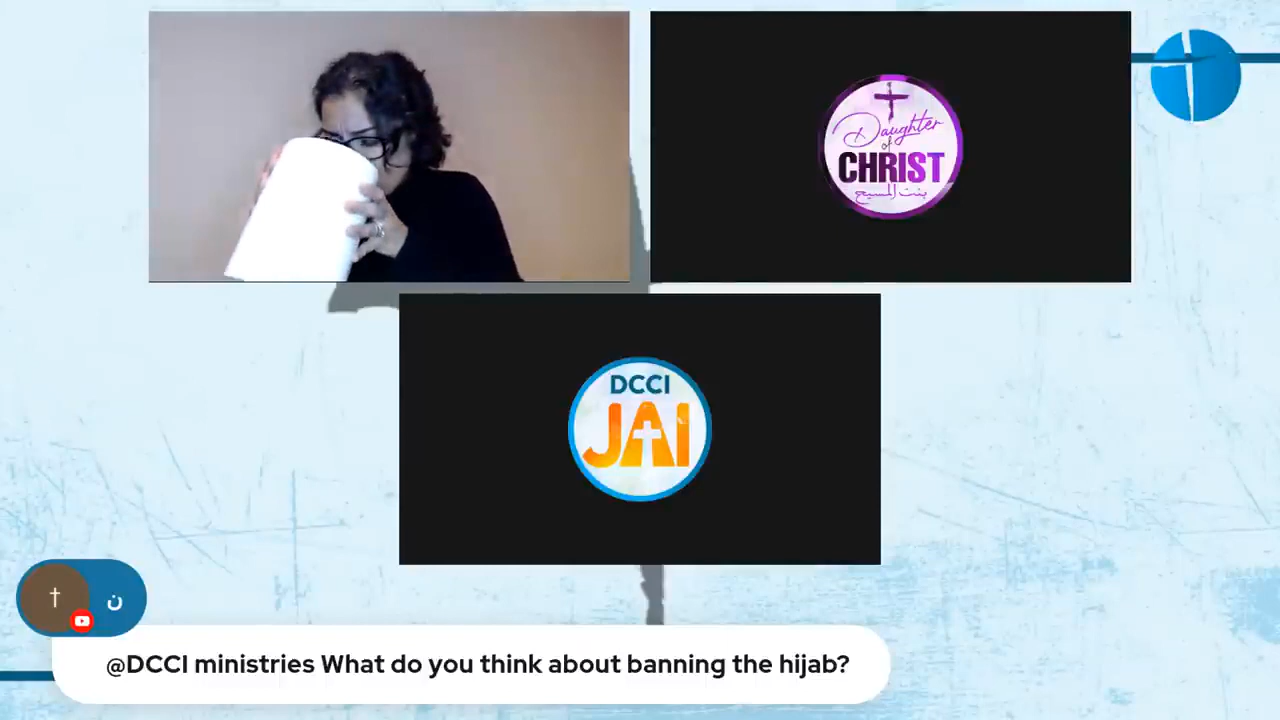 Daughter
of
CHRIST
بنت المسيح
DCCI
JAI
ن
@DCCI ministries What do you think about banning the hijab?